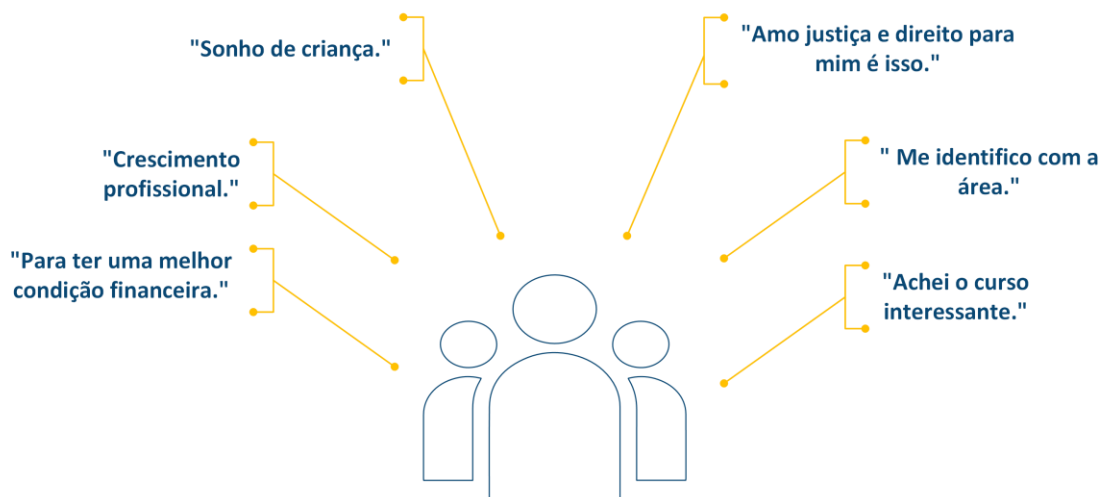 "Sonho de criança."
"Amo justiça e direito para
mim é isso."
"Crescimento
profissional."
" Me identifico com a
área."
"Para ter uma melhor
condição financeira."
"Achei o curso
interessante."